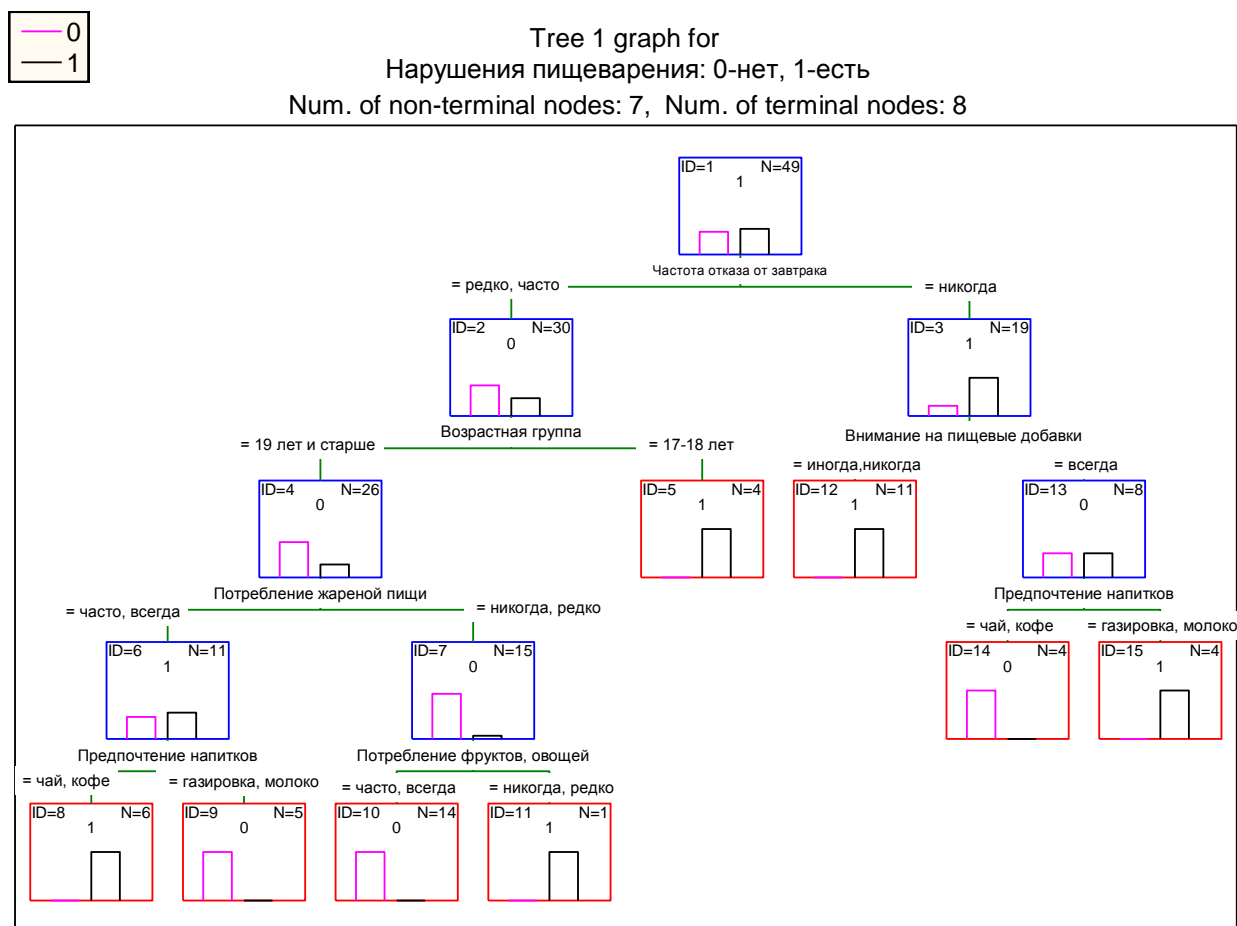 0
1
Tree 1 graph for
Нарушения пищеварения: 0-нет, 1-есть
Num. of non-terminal nodes: 7, Num. of terminal nodes: 8
ID=1 N=49
1
Частота отказа от завтрака
= редко, часто = никогда
ID=2 N=30 ID=3 N=19
0 1
Возрастная группа Внимание на пищевые добавки
= 19 лет и старше = 17-18 лет = иногда,никогда = всегда
ID=4 N=26 ID=5 N=4 ID=12 N=11 ID=13 N=8
0 1 1 0
Потребление жареной пищи Предпочтение напитков
= часто, всегда = никогда, редко = чай, кофе = газировка, молоко
ID=6 N=11 ID=7 N=15 ID=14 N=4 ID=15 N=4
1 0 0 1
Предпочтение напитков Потребление фруктов, овощей
= чай, кофе = газировка, молоко = часто, всегда = никогда, редко
ID=8 N=6 ID=9 N=5 ID=10 N=14 ID=11 N=1
1 0 0 1